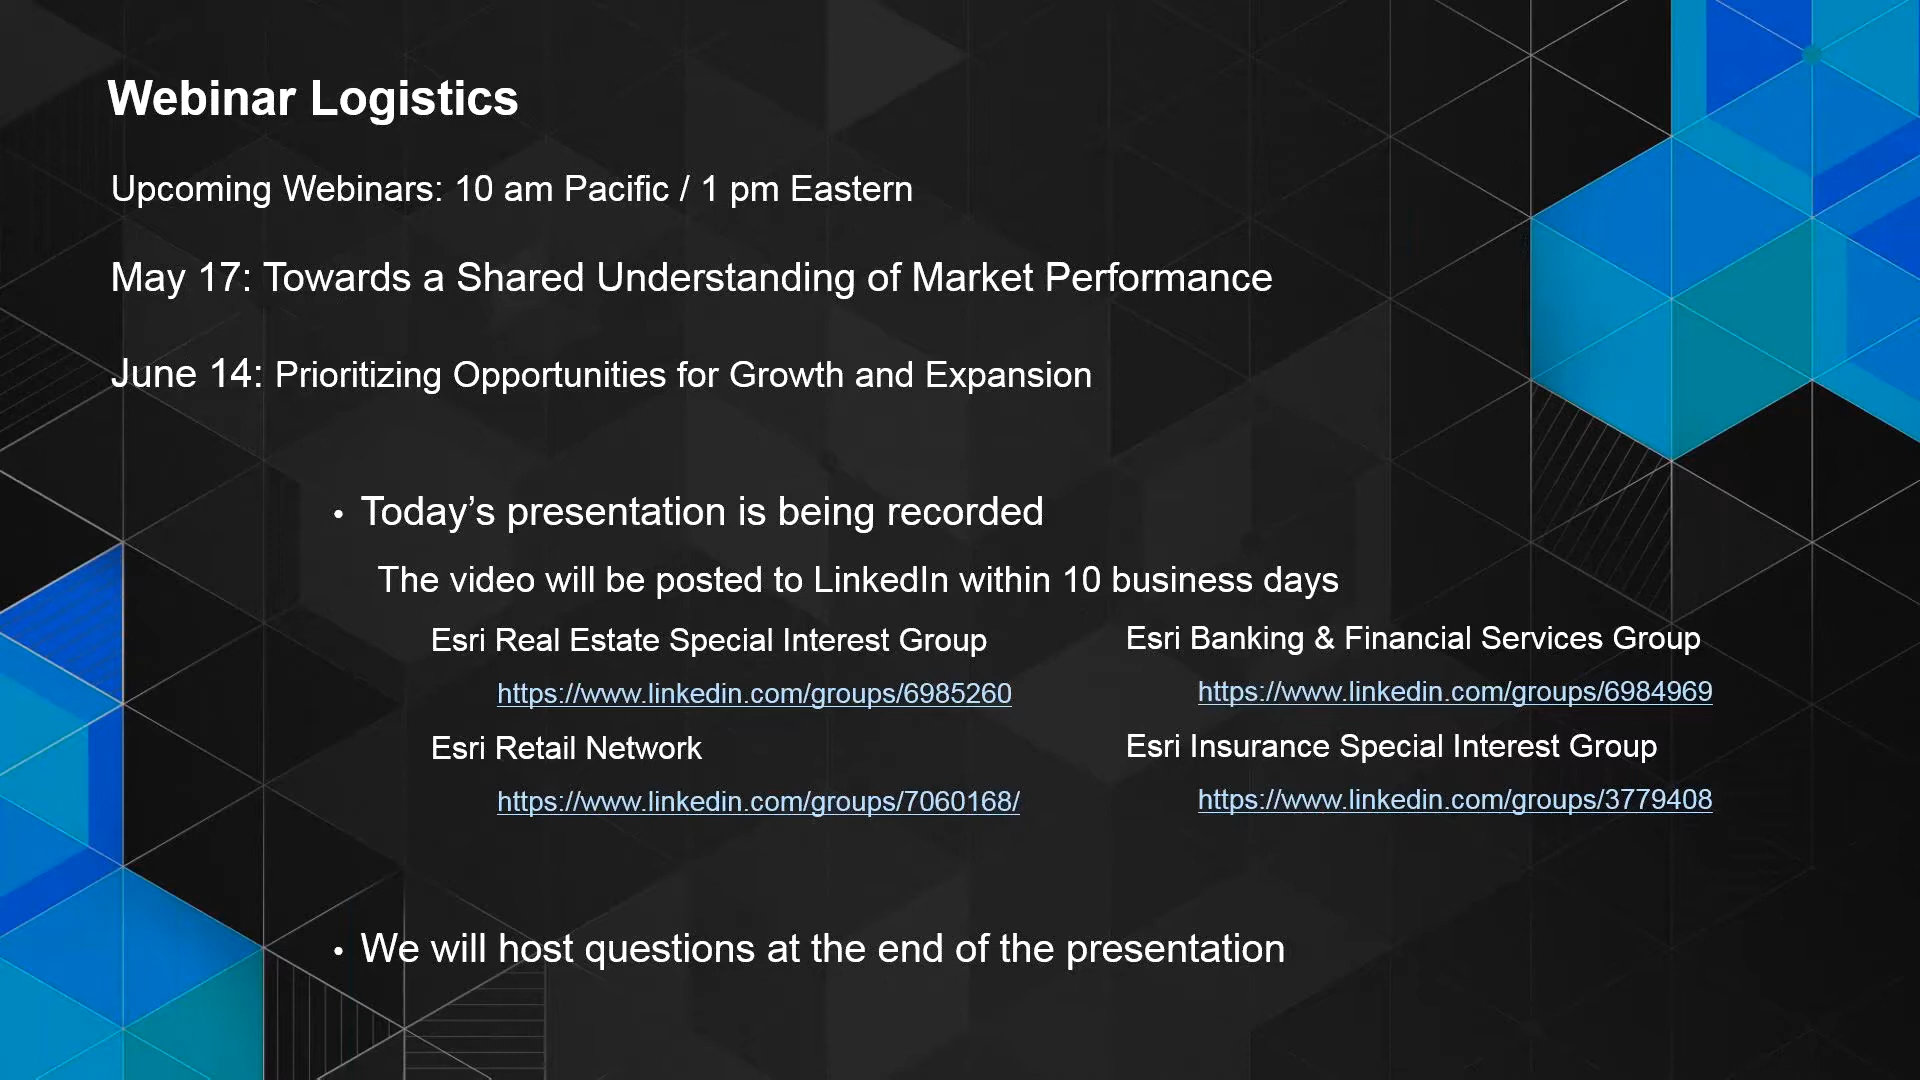 Webinar Logistics
Upcoming Webinars: 10 am Pacific / 1 pm Eastern
May 17: Towards a Shared Understanding of Market Performance
June 14: Prioritizing Opportunities for Growth and Expansion
• Today’s presentation is being recorded
The video will be posted to LinkedIn within 10 business days
Esri Real Estate Special Interest Group
https://www.linkedin.com/groups/6985260
Esri Retail Network
https://www.linkedin.com/groups/7060168/
Esri Banking & Financial Services Group
https://www.linkedin.com/groups/6984969
Esri Insurance Special Interest Group
https://www.linkedin.com/groups/3779408
• We will host questions at the end of the presentation